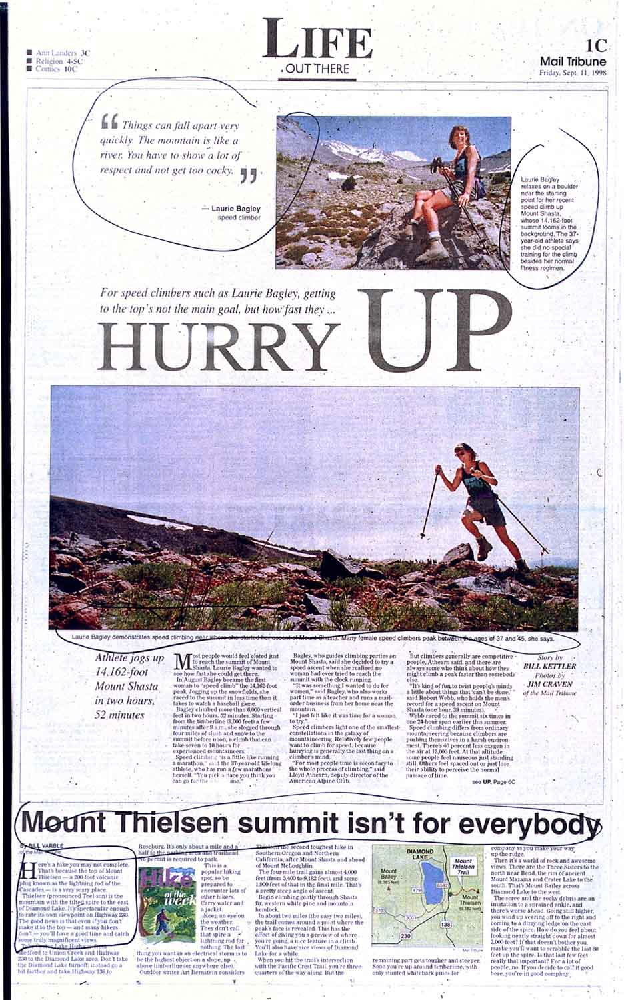 Ann Landers 3C
Religion 4-5C
Comics 10C
LIFE
OUT THERE
1C
Mail Tribune
Friday, Sept. 11, 1998
“Things can fall apart very
quickly. The mountain is like a
river. You have to show a lot of
respect and not get too cocky.”
— Laurie Bagley
speed climber
Laurie Bagley
relaxes on a boulder
near the starting
point for her recent
speed climb up
Mount Shasta,
whose 14,162-foot
summit looms in the
background. The 37-
year-old athlete says
she did no special
training for the climb
besides her normal
fitness regimen.
For speed climbers such as Laurie Bagley, getting
to the top's not the main goal, but how fast they ...
HURRY UP
Laurie Bagley demonstrates speed climbing near where she started her ascent of Mount Shasta. Many female speed climbers peak between the ages of 37 and 45, she says.
Athlete jogs up
14,162-foot
Mount Shasta
in two hours,
52 minutes
Most people would feel elated just
to reach the summit of Mount
Shasta. Laurie Bagley wanted to
see how fast she could get there.
In August Bagley became the first
woman to “speed climb” the 14,162-foot
peak. Jogging up the snowfields, she
raced to the summit in less time than it
takes to watch a baseball game.
Bagley climbed more than 6,000 vertical
feet in two hours, 52 minutes. Starting
from the timberline (8,000 feet) a few
minutes after 9 a.m., she slogged through
four miles of slush and snow to the
summit before noon, a climb that can
take seven to 10 hours for
experienced mountaineers.
Speed climbing “is a little like running
a marathon,” said the 37-year-old lifelong
athlete, who has run a few marathons
herself. “You pick a pace you think you
can go for the time.”
Bagley, who guides climbing parties on
Mount Shasta, said she decided to try a
speed ascent when she realized no
woman had ever tried to reach the
summit with the clock running.
“It was something I wanted to do for
women,” said Bagley, who also works
part time as a teacher and runs a mail-
order business from her home near the
mountain.
“I just felt like it was time for a woman
to try.”
Speed climbers light one of the smallest
constellations in the galaxy of
mountaineering. Relatively few people
want to climb for speed, because
hurrying is generally the last thing on a
climber's mind.
“For most people time is secondary to
the whole process of climbing,” said
Lloyd Athearn, deputy director of the
American Alpine Club.
But climbers generally are competitive
people, Athearn said, and there are
always some who think about how they
might climb a peak faster than somebody
else.
“It's kind of fun to twist people's minds
a little about things that ‘can't be done,’ ”
said Robert Webb, who holds the men's
record for a speed ascent on Mount
Shasta (one hour, 39 minutes).
Webb raced to the summit six times in
one 24-hour span earlier this summer.
Speed climbing differs from ordinary
mountaineering because climbers are
pushing themselves in a harsh environ-
ment. There's 40 percent less oxygen in
the air at 12,000 feet. At that altitude
some people feel nauseous just standing
still. Others feel spaced out or just lose
their ability to perceive the normal
passage of time.
see UP, Page 6C
Story by
BILL KETTLER
Photos by
JIM CRAVEN
of the Mail Tribune
Mount Thielsen summit isn't for everybody
By BILL VARBLE
of the Mail Tribune
Here's a hike you may not complete.
That's because the top of Mount
Thielsen — a 200-foot volcanic
plug known as the lightning rod of the
Cascades — is a very scary place.
Thielsen (pronounced Teel-son) is the
mountain with the tilted spire to the east
of Diamond Lake. It's spectacular enough
to rate its own viewpoint on Highway 230.
The good news is that even if you don't
make it to the top — and many hikers
don't — you'll have a good time and catch
some truly magnificent views.
Take Crater Lake Highway from
Medford to Union Creek and Highway
230 to the Diamond Lake area. Don't take
the Diamond Lake turnoff; instead go a
bit farther and take Highway 138 to
Roseburg. It's only about a mile and a
half to the parking area and trailhead.
No permit is required to park.
Hike
of the
week
This is a
popular hiking
spot, so be
prepared to
encounter lots of
other hikers.
Carry water and
a jacket.
Keep an eye on
the weather.
They don't call
that spire a
lightning rod for
nothing. The last
thing you want in an electrical storm is to
be the highest object on a slope, up
above timberline (or anywhere else).
Outdoor writer Art Bernstein considers
Thielsen the second toughest hike in
Southern Oregon and Northern
California, after Mount Shasta and ahead
of Mount McLoughlin.
The four-mile trail gains almost 4,000
feet (from 5,400 to 9,182 feet), and some
1,900 feet of that in the final mile. That's
a pretty steep angle of ascent.
Begin climbing gently through Shasta
fir, western white pine and mountain
hemlock.
In about two miles (the easy two miles),
the trail comes around a point where the
peak's face is revealed. This has the
effect of giving you a preview of where
you're going, a nice feature in a climb.
You'll also have nice views of Diamond
Lake for a while.
When you hit the trail's intersection
with the Pacific Crest Trail, you're three-
quarters of the way along. But the
DIAMOND
LAKE
Mount
Thielsen
Trail
Mount
Bailey
(8,363 feet)
4795
6592
Mount
Thielsen
(9,182 feet)
3703
300
138
230
Mail Tribune
remaining part gets tougher and steeper.
Soon you're up around timberline, with
only stunted whitebark pines for
company as you make your way
up the ridge.
Then it's a world of rock and awesome
views. There are the Three Sisters to the
north near Bend, the rim of ancient
Mount Mazama and Crater Lake to the
south. That's Mount Bailey across
Diamond Lake to the west.
The scree and the rocky debris are an
invitation to a sprained ankle, and
there's worse ahead. Going still higher,
you wind up veering off to the right and
coming to a dizzying ledge on the east
side of the spire. How do you feel about
looking nearly straight down for almost
2,000 feet? If that doesn't bother you,
maybe you'll want to scrabble the last 80
feet up the spire. Is that last few feet
really that important? For a lot of
people, no. If you decide to call it good
here, you're in good company.